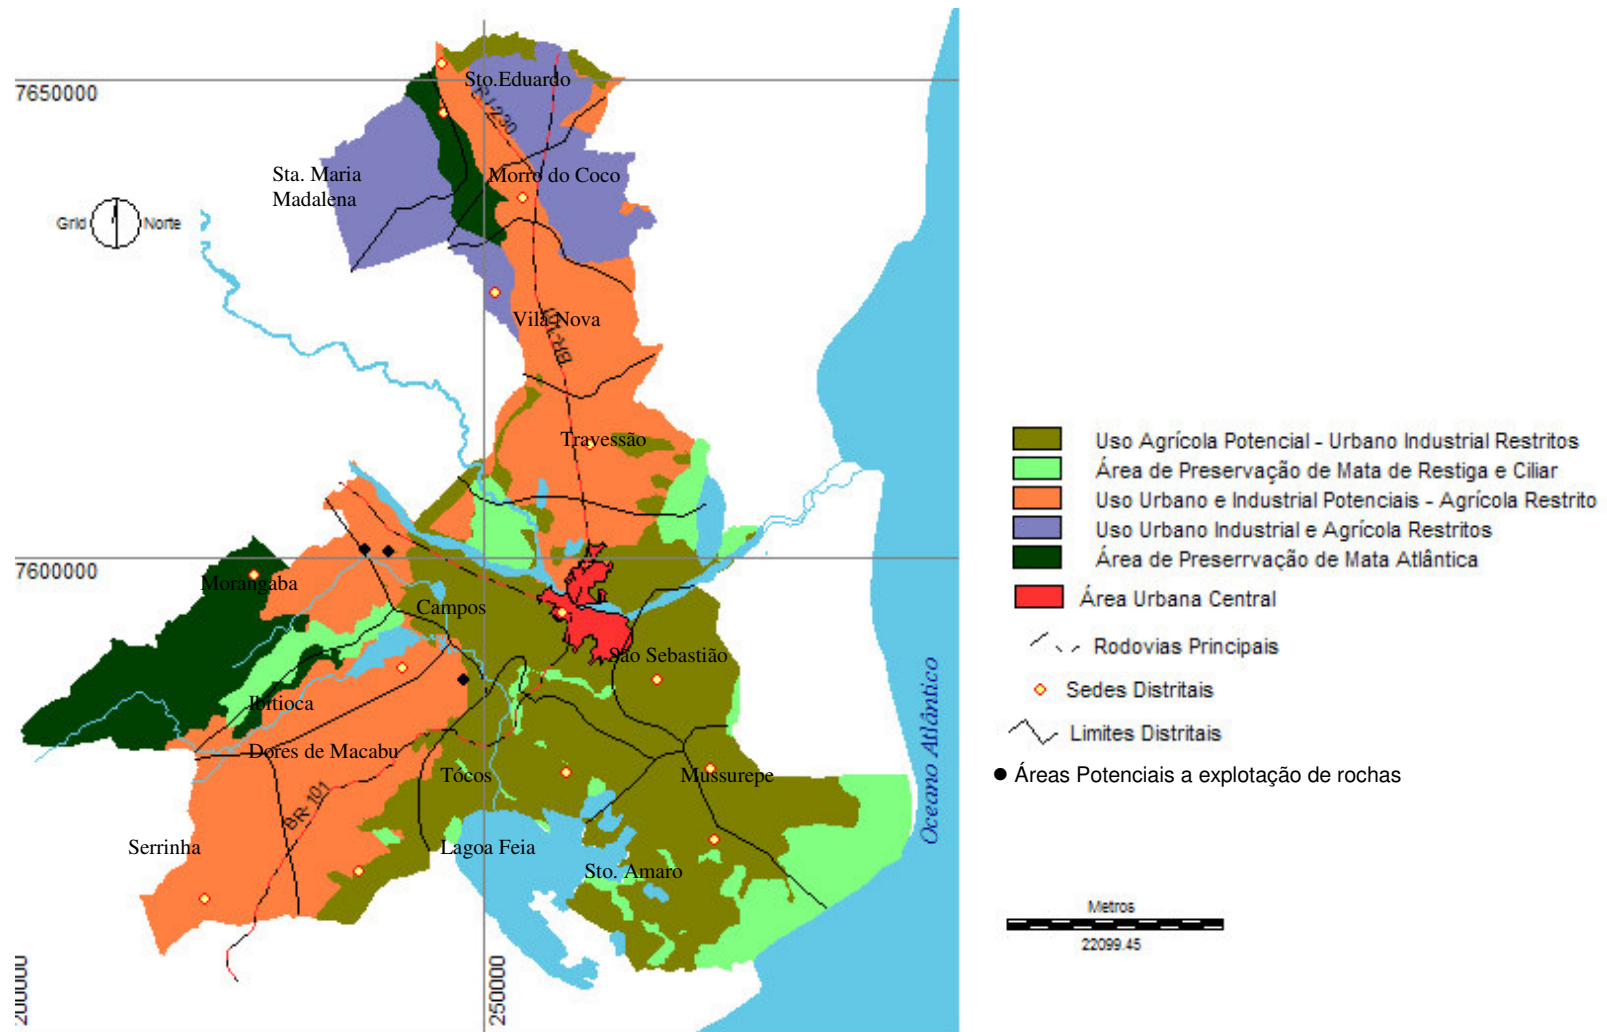 7650000
Sto.Eduardo
RJ-230
Sta. Maria
Madalena
Morro do Coco
Grid
Norte
Vila Nova
BR-101
Travessão
7600000
Morangaba
Campos
São Sebastião
Ibitioca
Dores de Macabu
Tócos
Mussurepe
BR-101
Serrinha
Lagoa Feia
Sto. Amaro
Oceano Atlântico
200000
250000
Uso Agrícola Potencial - Urbano Industrial Restritos
Área de Preservação de Mata de Restiga e Ciliar
Uso Urbano e Industrial Potenciais - Agrícola Restrito
Uso Urbano Industrial e Agrícola Restritos
Área de Preserrvação de Mata Atlântica
Área Urbana Central
Rodovias Principais
Sedes Distritais
Limites Distritais
Áreas Potenciais a explotação de rochas
Metros
22099.45